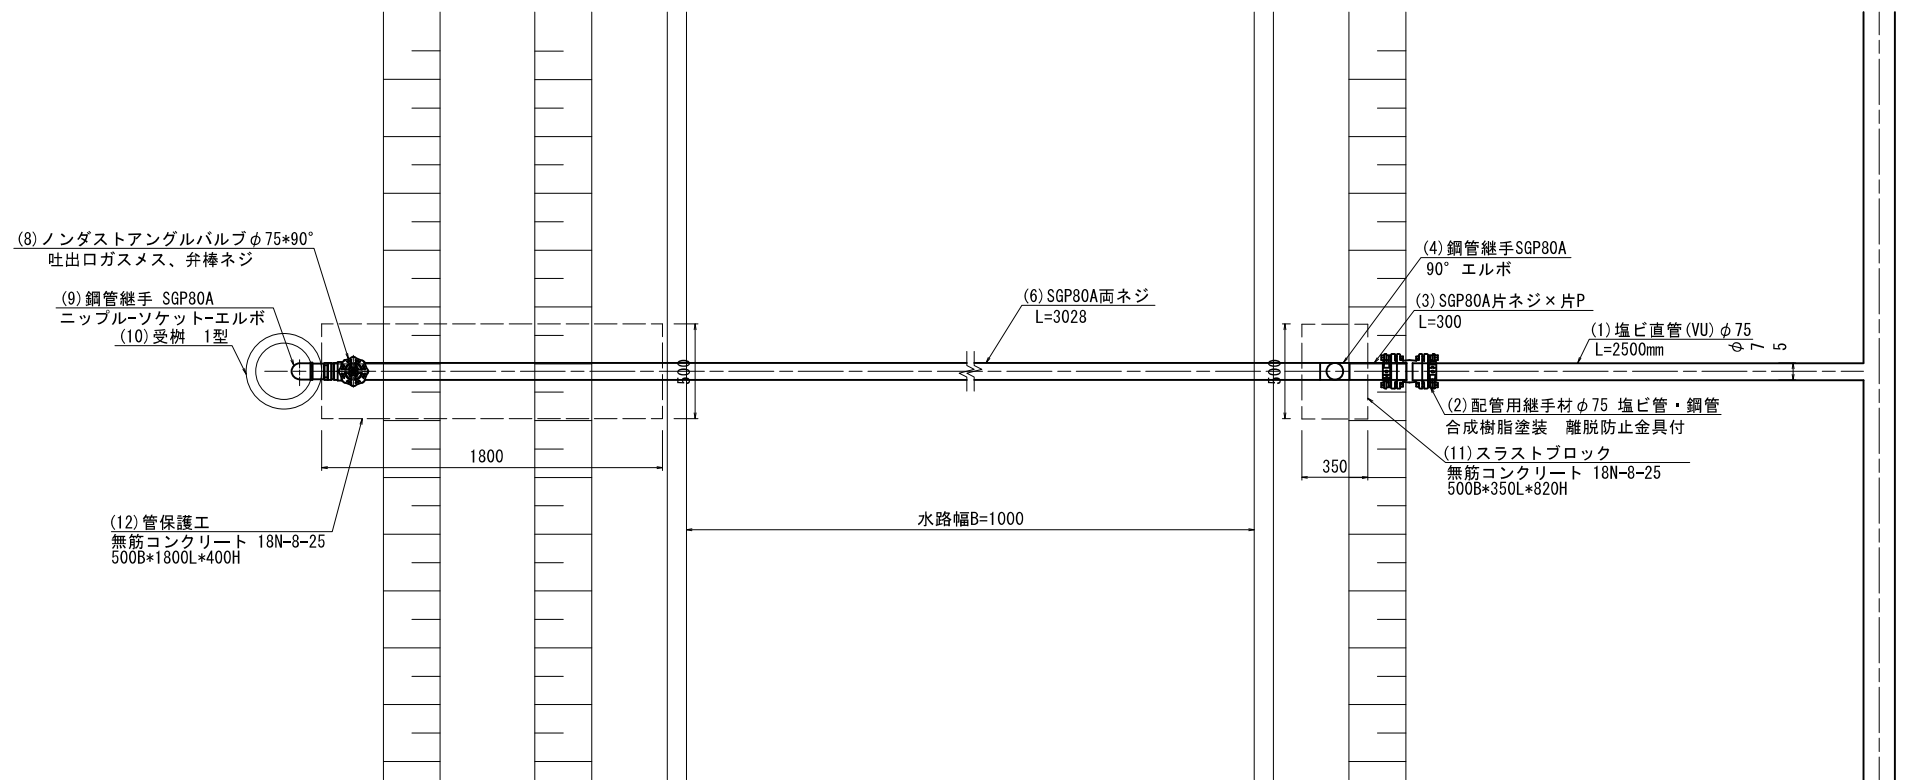 (8)ノンダストアングルバルブφ75*90°
吐出口ガスメス、弁棒ネジ
(9)鋼管継手 SGP80A
ニップル-ソケット-エルボ
(10)受桝 1型
(12)管保護工
無筋コンクリート 18N-8-25
500B*1800L*400H
1800
500
(6)SGP80A両ネジ
L=3028
水路幅B=1000
500
350
(4)鋼管継手SGP80A
90° エルボ
(3)SGP80A片ネジ×片P
L=300
(1)塩ビ直管(VU)φ75
L=2500mm
φ75
(2)配管用継手材φ75 塩ビ管・鋼管
合成樹脂塗装 離脱防止金具付
(11)スラストブロック
無筋コンクリート 18N-8-25
500B*350L*820H